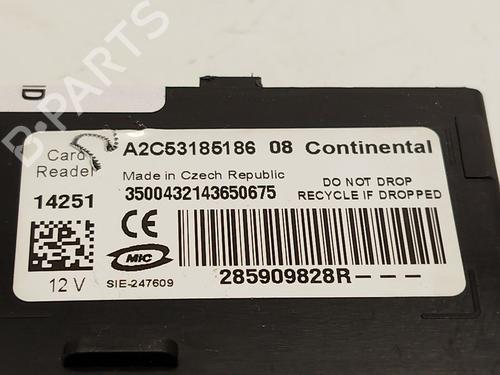 B-PARTS
ID
Card A2C53185186 08 Continental
Reader Made in Czech Republic DO NOT DROP
14251 3500432143650675 RECYCLE IF DROPPED
CE
MIC
12 V SIE-247609 285909828R---